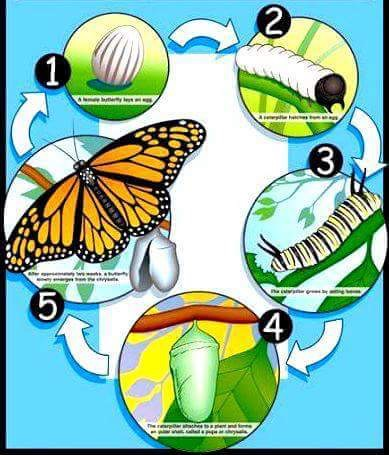 1
A female butterfly lays an egg.
2
A caterpillar hatches from an egg.
3
The caterpillar grows by eating leaves.
4
The caterpillar attaches to a plant and forms
an outer shell, called a pupa or chrysalis.
5
After approximately two weeks, a butterfly
slowly emerges from the chrysalis.